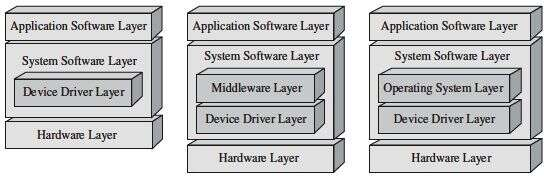 Application Software Layer
System Software Layer
Device Driver Layer
Hardware Layer
Application Software Layer
System Software Layer
Middleware Layer
Device Driver Layer
Hardware Layer
Application Software Layer
System Software Layer
Operating System Layer
Device Driver Layer
Hardware Layer